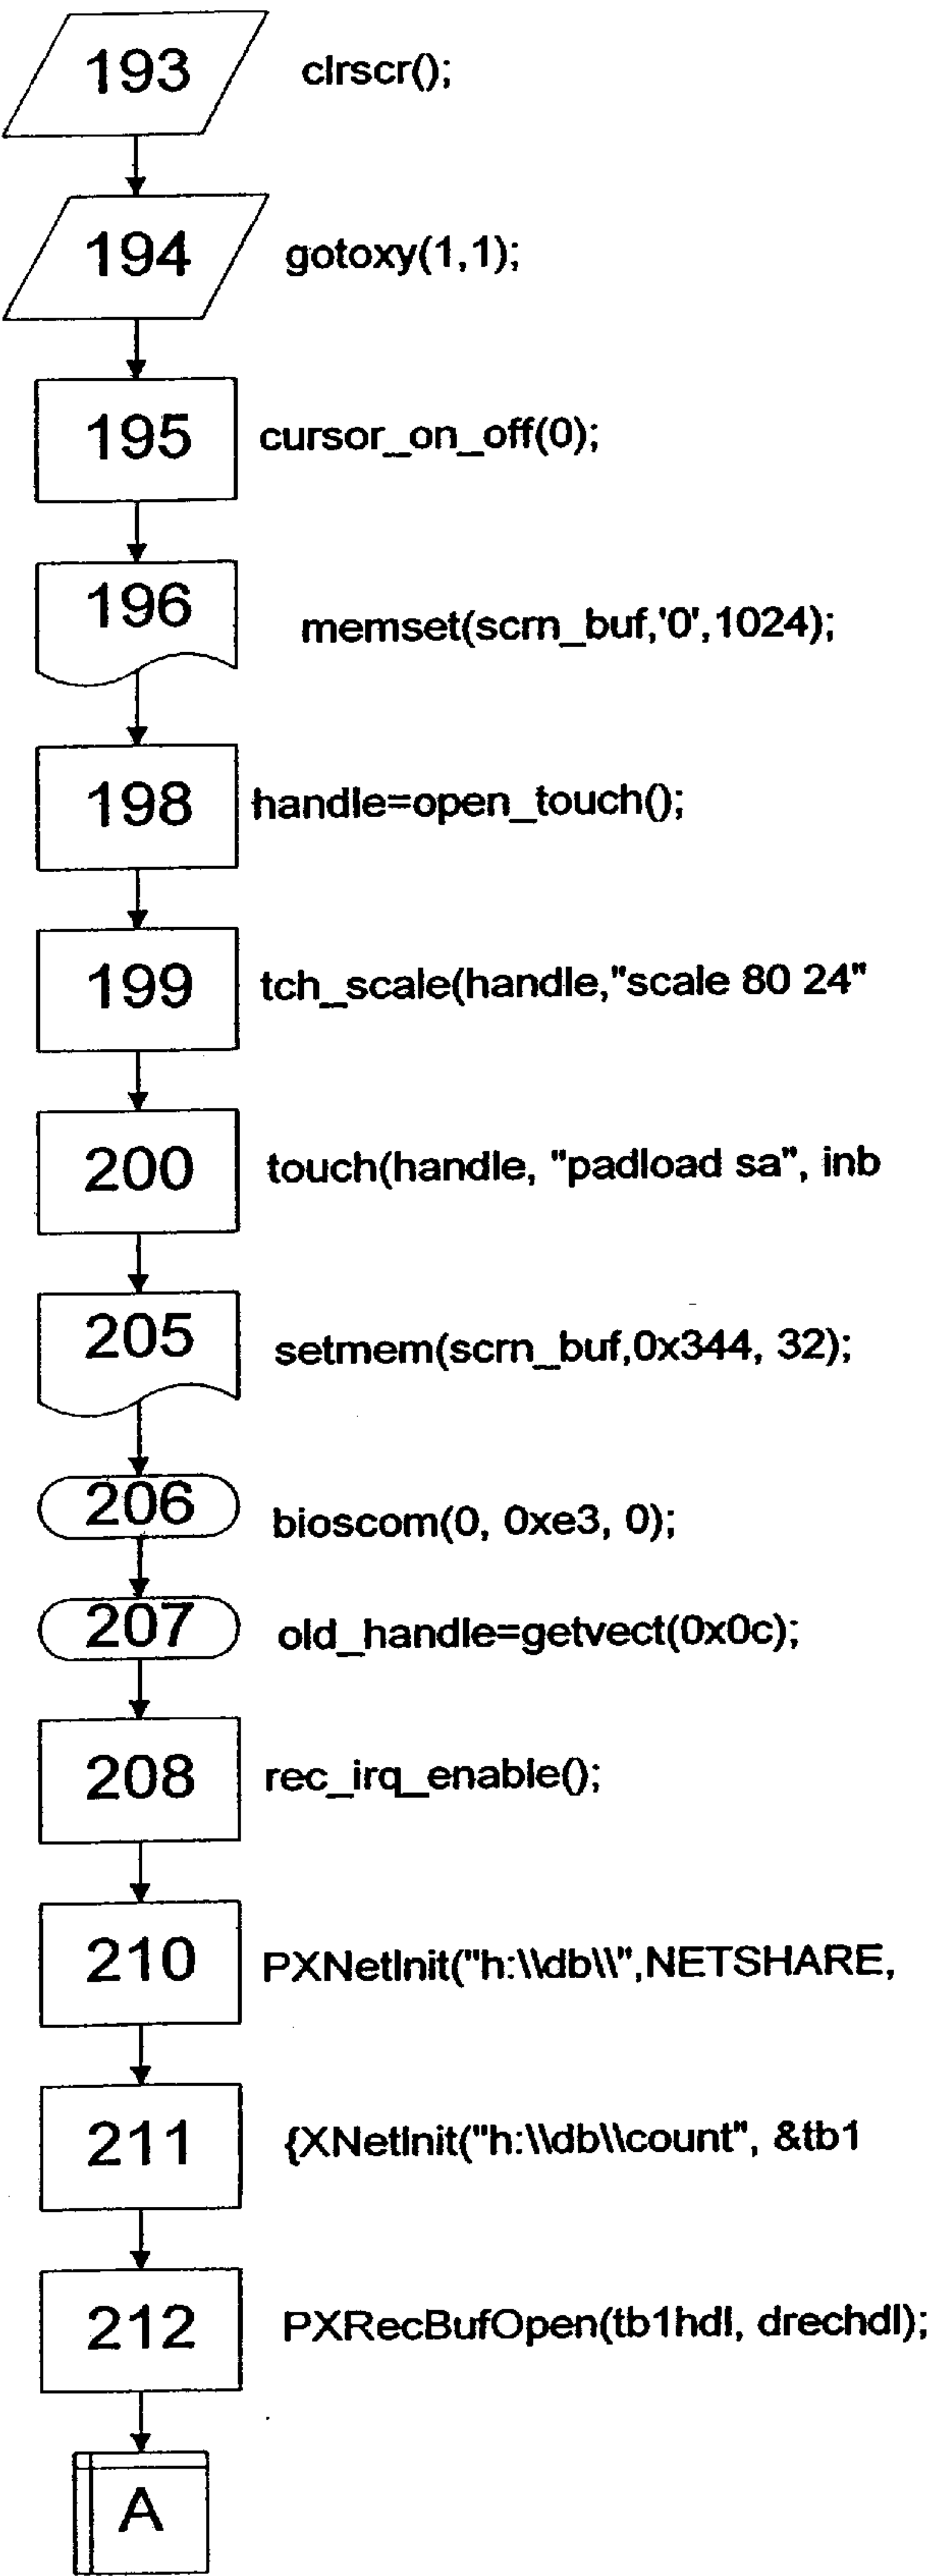 193 clrscr();
194 gotoxy(1,1);
195 cursor_on_off(0);
196 memset(scrn_buf,'0',1024);
198 handle=open_touch();
199 tch_scale(handle,"scale 80 24"
200 touch(handle, "padload sa", inb
205 setmem(scrn_buf,0x344, 32);
206 bioscom(0, 0xe3, 0);
207 old_handle=getvect(0x0c);
208 rec_irq_enable();
210 PXNetInit("h:\\db\\",NETSHARE,
211 {XNetInit("h:\\db\\count", &tb1
212 PXRecBufOpen(tb1hdl, drechdl);
A